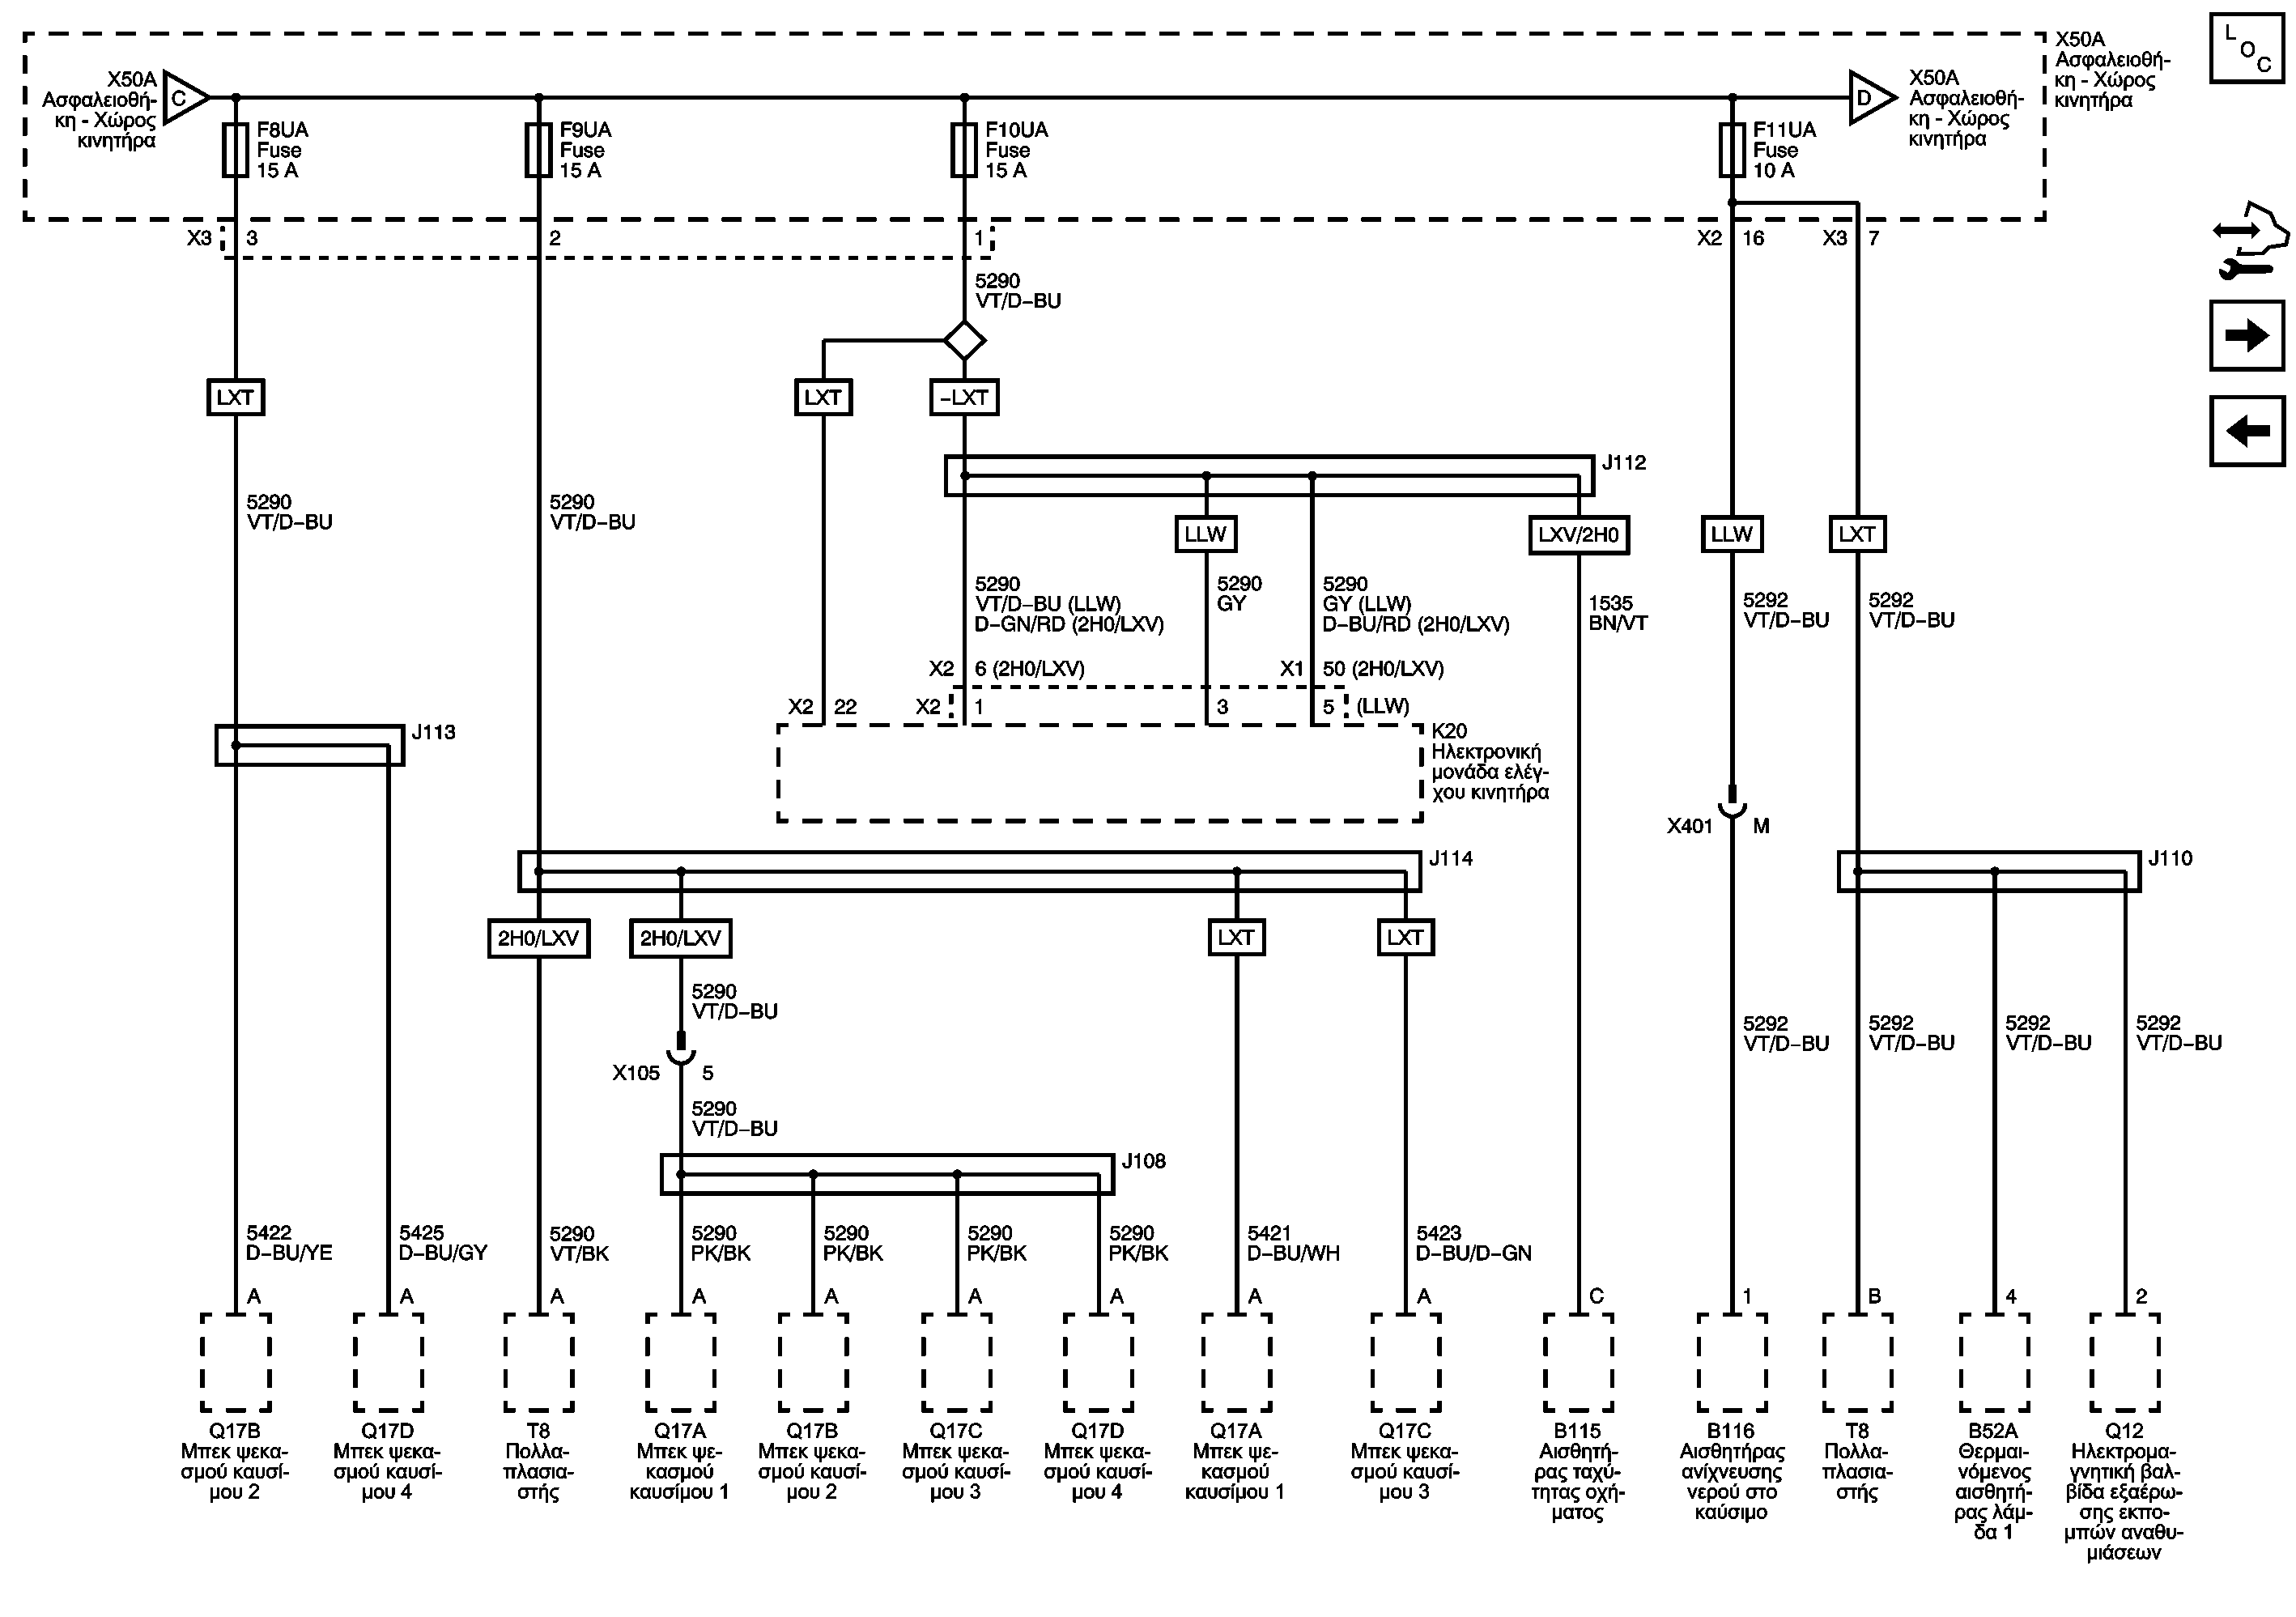 X50A
Ασφαλειοθή-
κη - Χώρος
κινητήρα
C
F8UA
Fuse
15 A
F9UA
Fuse
15 A
F10UA
Fuse
15 A
F11UA
Fuse
10 A
D
X50A
Ασφαλειοθή-
κη - Χώρος
κινητήρα
X50A
Ασφαλειοθή-
κη - Χώρος
κινητήρα
L
O
C
X3
3
2
1
X2
16
X3
7
5290
VT/D-BU
LXT
LXT
-LXT
J112
5290
VT/D-BU
5290
VT/D-BU
LLW
LXV/2H0
LLW
LXT
5290
VT/D-BU (LLW)
D-GN/RD (2H0/LXV)
5290
GY
5290
GY (LLW)
D-BU/RD (2H0/LXV)
1535
BN/VT
5292
VT/D-BU
5292
VT/D-BU
X2
6 (2H0/LXV)
X1
50 (2H0/LXV)
X2
22
X2
1
3
5
(LLW)
J113
K20
Ηλεκτρονική
μονάδα ελέγ-
χου κινητήρα
X401
M
J114
J110
2H0/LXV
2H0/LXV
LXT
LXT
5290
VT/D-BU
X105
5
5292
VT/D-BU
5292
VT/D-BU
5292
VT/D-BU
5292
VT/D-BU
5290
VT/D-BU
J108
5422
D-BU/YE
5425
D-BU/GY
5290
VT/BK
5290
PK/BK
5290
PK/BK
5290
PK/BK
5290
PK/BK
5421
D-BU/WH
5423
D-BU/D-GN
A
A
A
A
A
A
A
A
A
C
1
B
4
2
Q17B
Μπεκ ψεκα-
σμού καυσί-
μου 2
Q17D
Μπεκ ψεκα-
σμού καυσί-
μου 4
T8
Πολλα-
πλασια-
στής
Q17A
Μπεκ ψε-
κασμού
καυσίμου 1
Q17B
Μπεκ ψεκα-
σμού καυσί-
μου 2
Q17C
Μπεκ ψεκα-
σμού καυσί-
μου 3
Q17D
Μπεκ ψεκα-
σμού καυσί-
μου 4
Q17A
Μπεκ ψε-
κασμού
καυσίμου 1
Q17C
Μπεκ ψεκα-
σμού καυσί-
μου 3
B115
Αισθητή-
ρας ταχύ-
τητας οχή-
ματος
B116
Αισθητήρας
ανίχνευσης
νερού στο
καύσιμο
T8
Πολλα-
πλασια-
στής
B52A
Θερμαι-
νόμενος
αισθητή-
ρας λάμ-
δα 1
Q12
Ηλεκτρομα-
γνητική βαλ-
βίδα εξαέρω-
σης εκπο-
μπών αναθυ-
μιάσεων